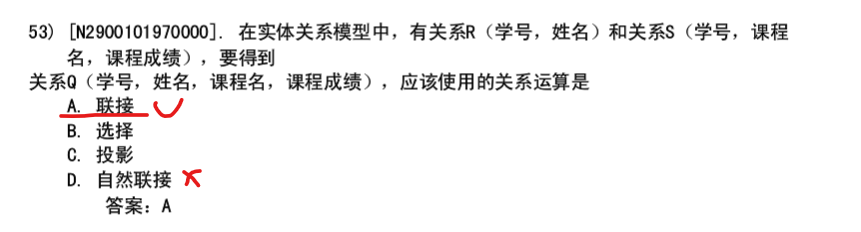 53) [N2900101970000]. 在实体关系模型中，有关系R（学号，姓名）和关系S（学号，课程
名，课程成绩），要得到
关系Q（学号，姓名，课程名，课程成绩），应该使用的关系运算是
A. 联接
B. 选择
C. 投影
D. 自然联接
答案：A